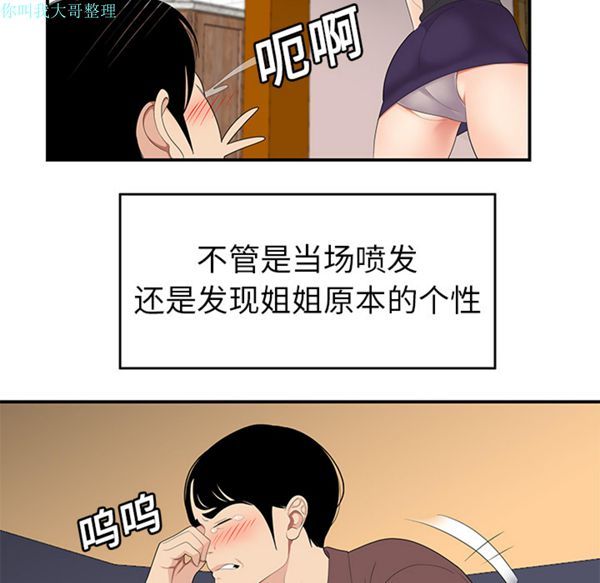 你叫我大哥整理
呃啊
不管是当场喷发
还是发现姐姐原本的个性
呜呜